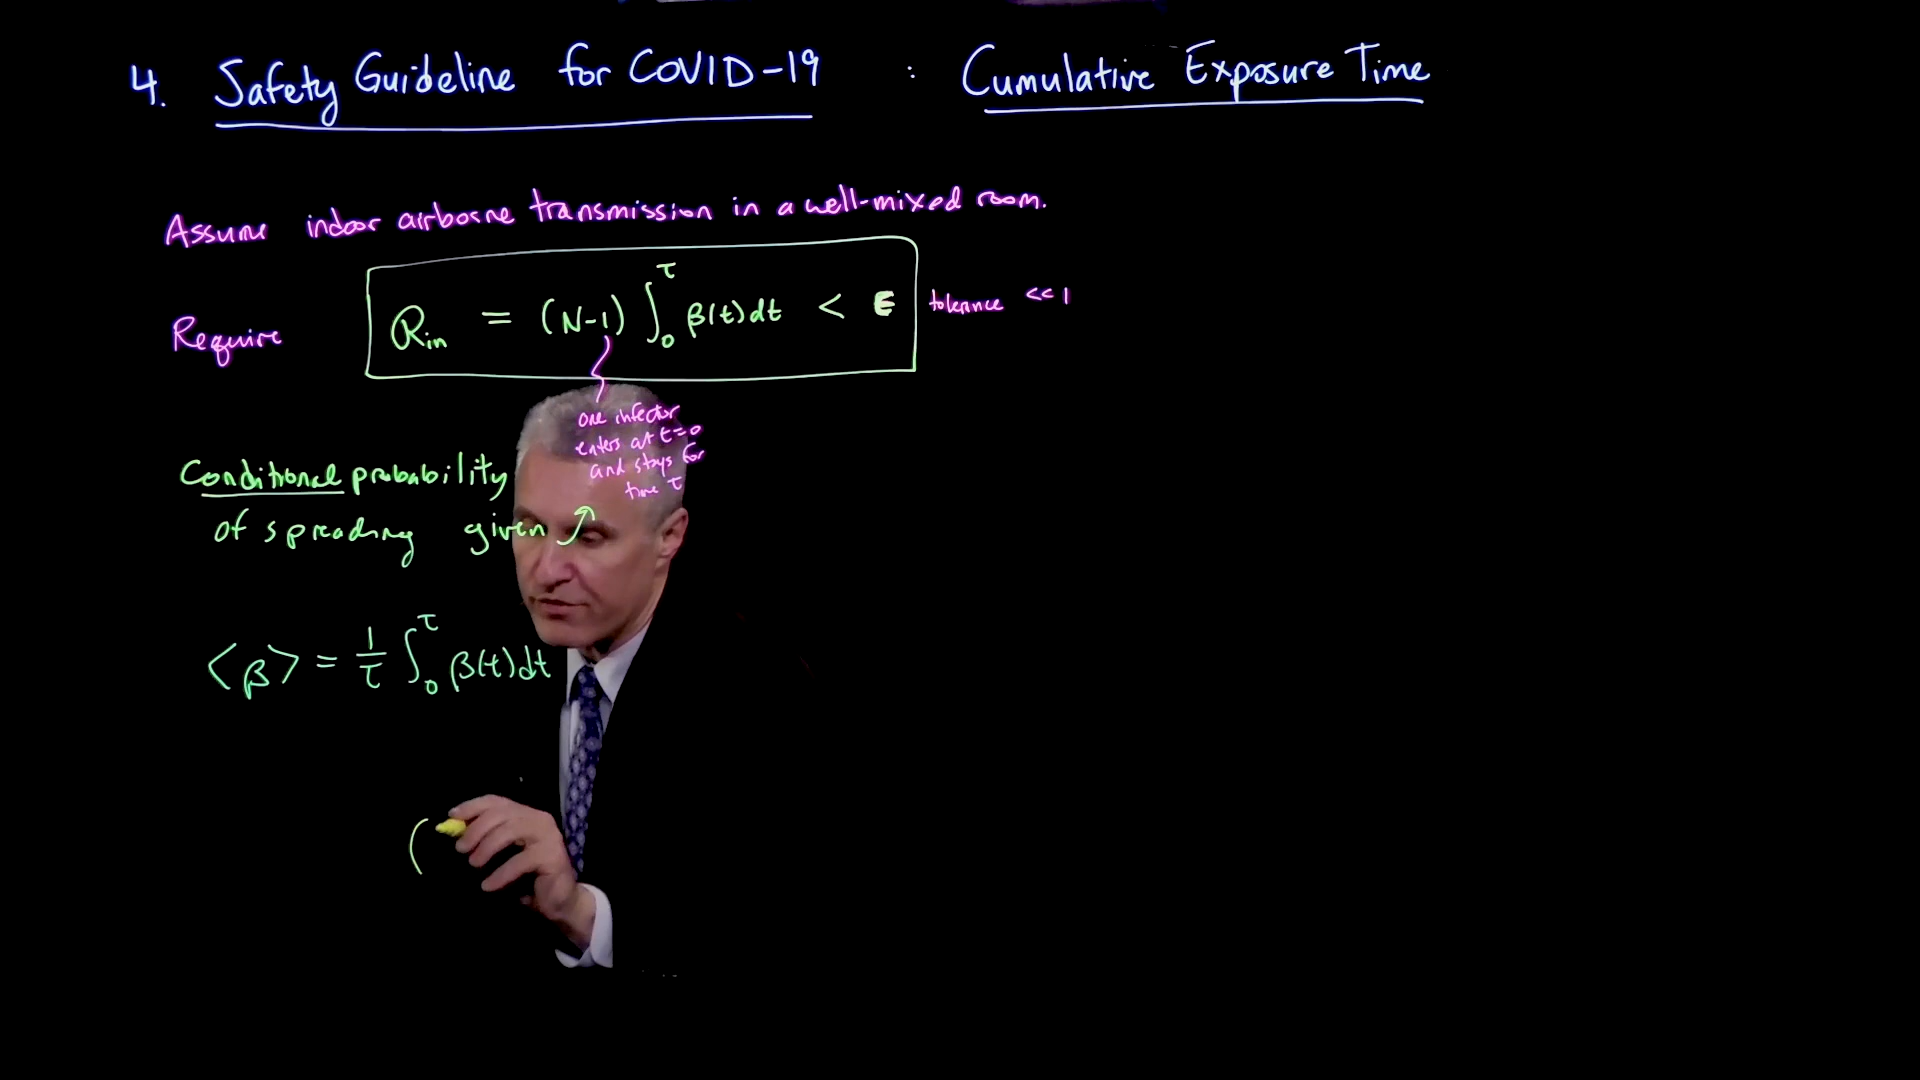 4. Safety Guideline for COVID-19 : Cumulative Exposure Time
Assume indoor airborne transmission in a well-mixed room.
Require R_in = (N-1) ∫_0^τ β(t)dt < ϵ tolerance << 1
one infector
enters at t=0
and stays for
time τ
Conditional probability
of spreading given ↗
<β> = 1/τ ∫_0^τ β(t)dt
(